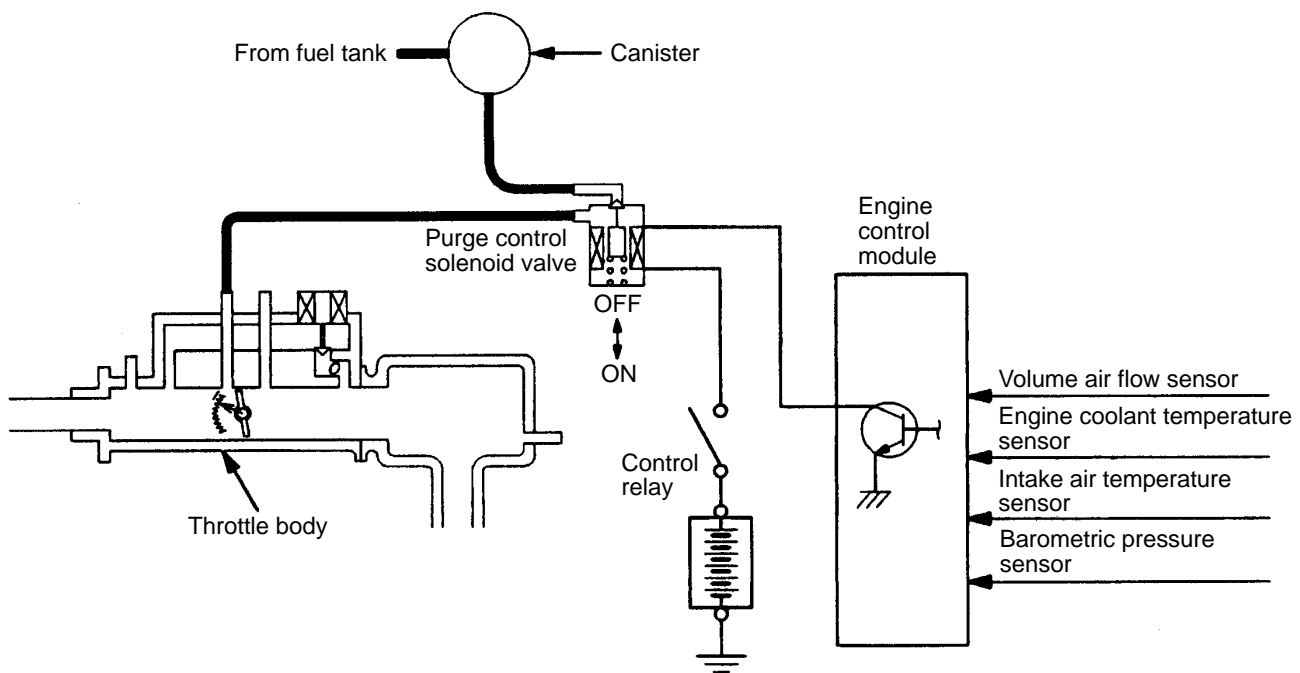 From fuel tank
Canister
Purge control
solenoid valve
OFF
ON
Engine
control
module
Volume air flow sensor
Engine coolant temperature
sensor
Intake air temperature
sensor
Barometric pressure
sensor
Control
relay
Throttle body